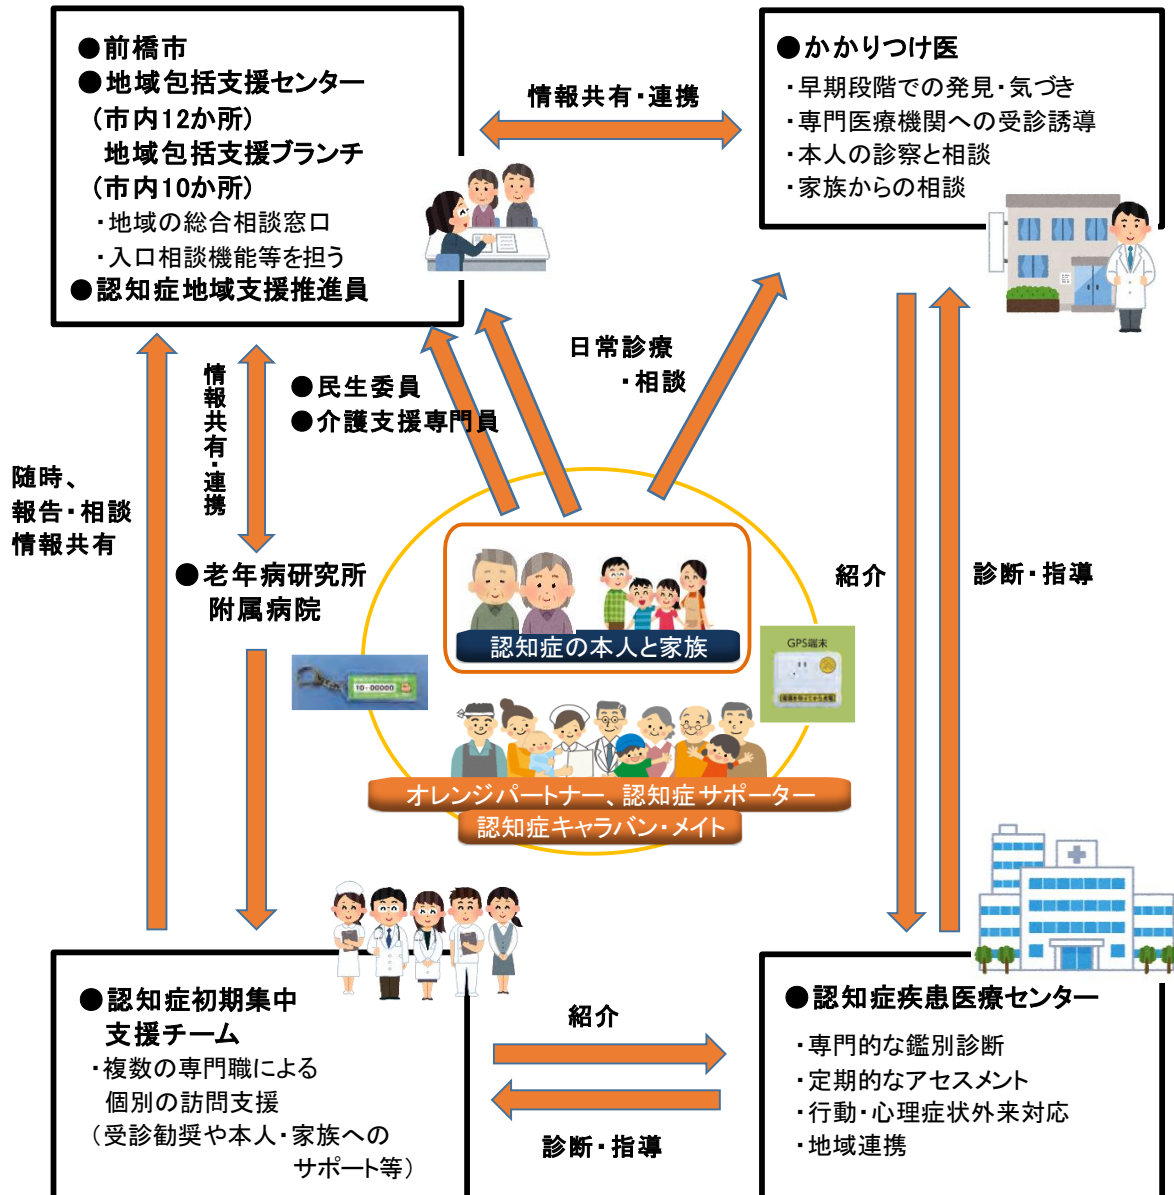 ●前橋市
●地域包括支援センター
(市内12か所)
地域包括支援ブランチ
(市内10か所)
・地域の総合相談窓口
・入口相談機能等を担う
●認知症地域支援推進員
情報共有・連携
●かかりつけ医
・早期段階での発見・気づき
・専門医療機関への受診誘導
・本人の診察と相談
・家族からの相談
日常診療
・相談
情報共有・連携
●民生委員
●介護支援専門員
随時、
報告・相談
情報共有
●老年病研究所
附属病院
紹介
診断・指導
認知症の本人と家族
GPS端末
10-00000
オレンジパートナー、認知症サポーター
認知症キャラバン・メイト
●認知症初期集中
支援チーム
・複数の専門職による
個別の訪問支援
(受診勧奨や本人・家族への
サポート等)
紹介
診断・指導
●認知症疾患医療センター
・専門的な鑑別診断
・定期的なアセスメント
・行動・心理症状外来対応
・地域連携